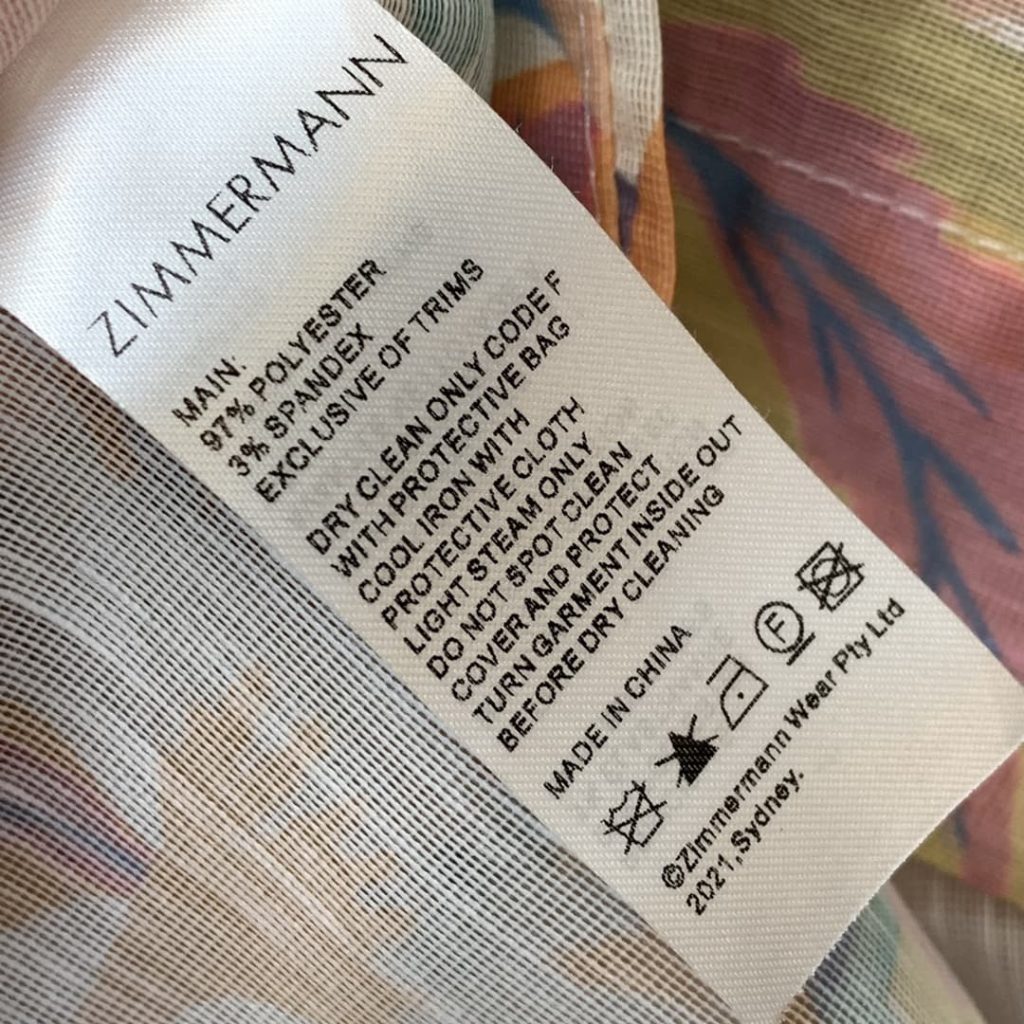 ZIMMERMANN
MAIN:
97% POLYESTER
3% SPANDEX
EXCLUSIVE OF TRIMS
DRY CLEAN ONLY CODE F
WITH PROTECTIVE BAG
COOL IRON WITH
PROTECTIVE CLOTH
LIGHT STEAM ONLY
DO NOT SPOT CLEAN
COVER AND PROTECT
TURN GARMENT INSIDE OUT
BEFORE DRY CLEANING
MADE IN CHINA
F
©Zimmermann Wear Pty Ltd
2021, Sydney.